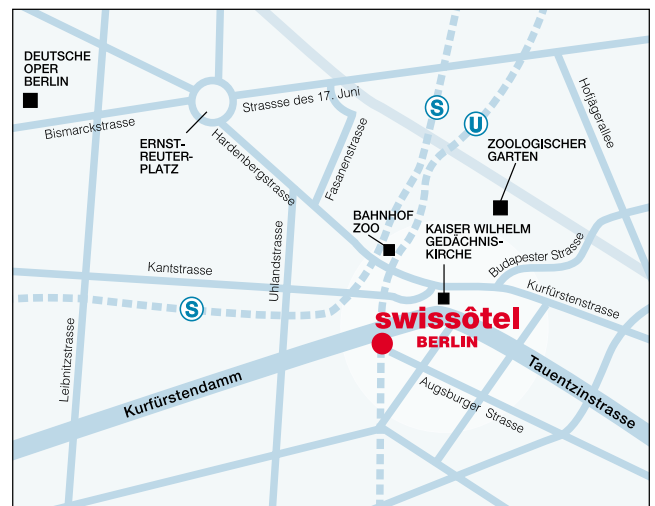 DEUTSCHE
OPER
BERLIN
Bismarckstrasse
ERNST-
REUTER-
PLATZ
Strassse des 17. Juni
Hardenbergstrasse
Fasanenstrasse
S
U
Hofjägerallee
ZOOLOGISCHER
GARTEN
BAHNHOF
ZOO
KAISER WILHELM
GEDÄCHNIS-
KIRCHE
Budapester Strasse
Kurfürstenstrasse
Kantstrasse
Uhlandstrasse
S
Leibnitzstrasse
swissôtel
BERLIN
Kurfürstendamm
Augsburger Strasse
Tauentzinstrasse